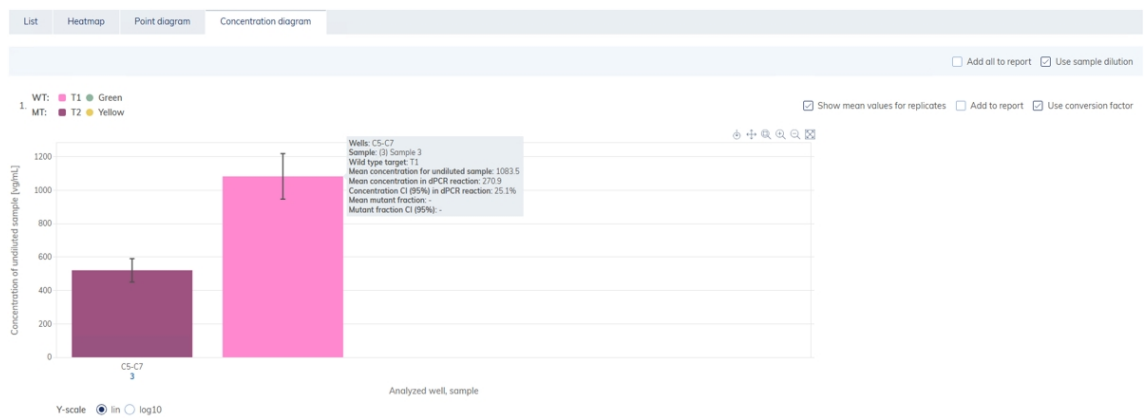 List Heatmap Point diagram Concentration diagram
Add all to report Use sample dilution
1. WT: T1 Green
MT: T2 Yellow
Show mean values for replicates Add to report Use conversion factor
Wells: C5-C7
Sample: (3) Sample 3
Wild type target: T1
Mean concentration for undiluted sample: 1083.5
Mean concentration in dPCR reaction: 270.9
Concentration CI (95%) in dPCR reaction: 25.1%
Mean mutant fraction: -
Mutant fraction CI (95%): -
Concentration of undiluted sample [vg/mL]
1200
1000
800
600
400
200
0
C5-C7
3
Analyzed well, sample
Y-scale lin log10